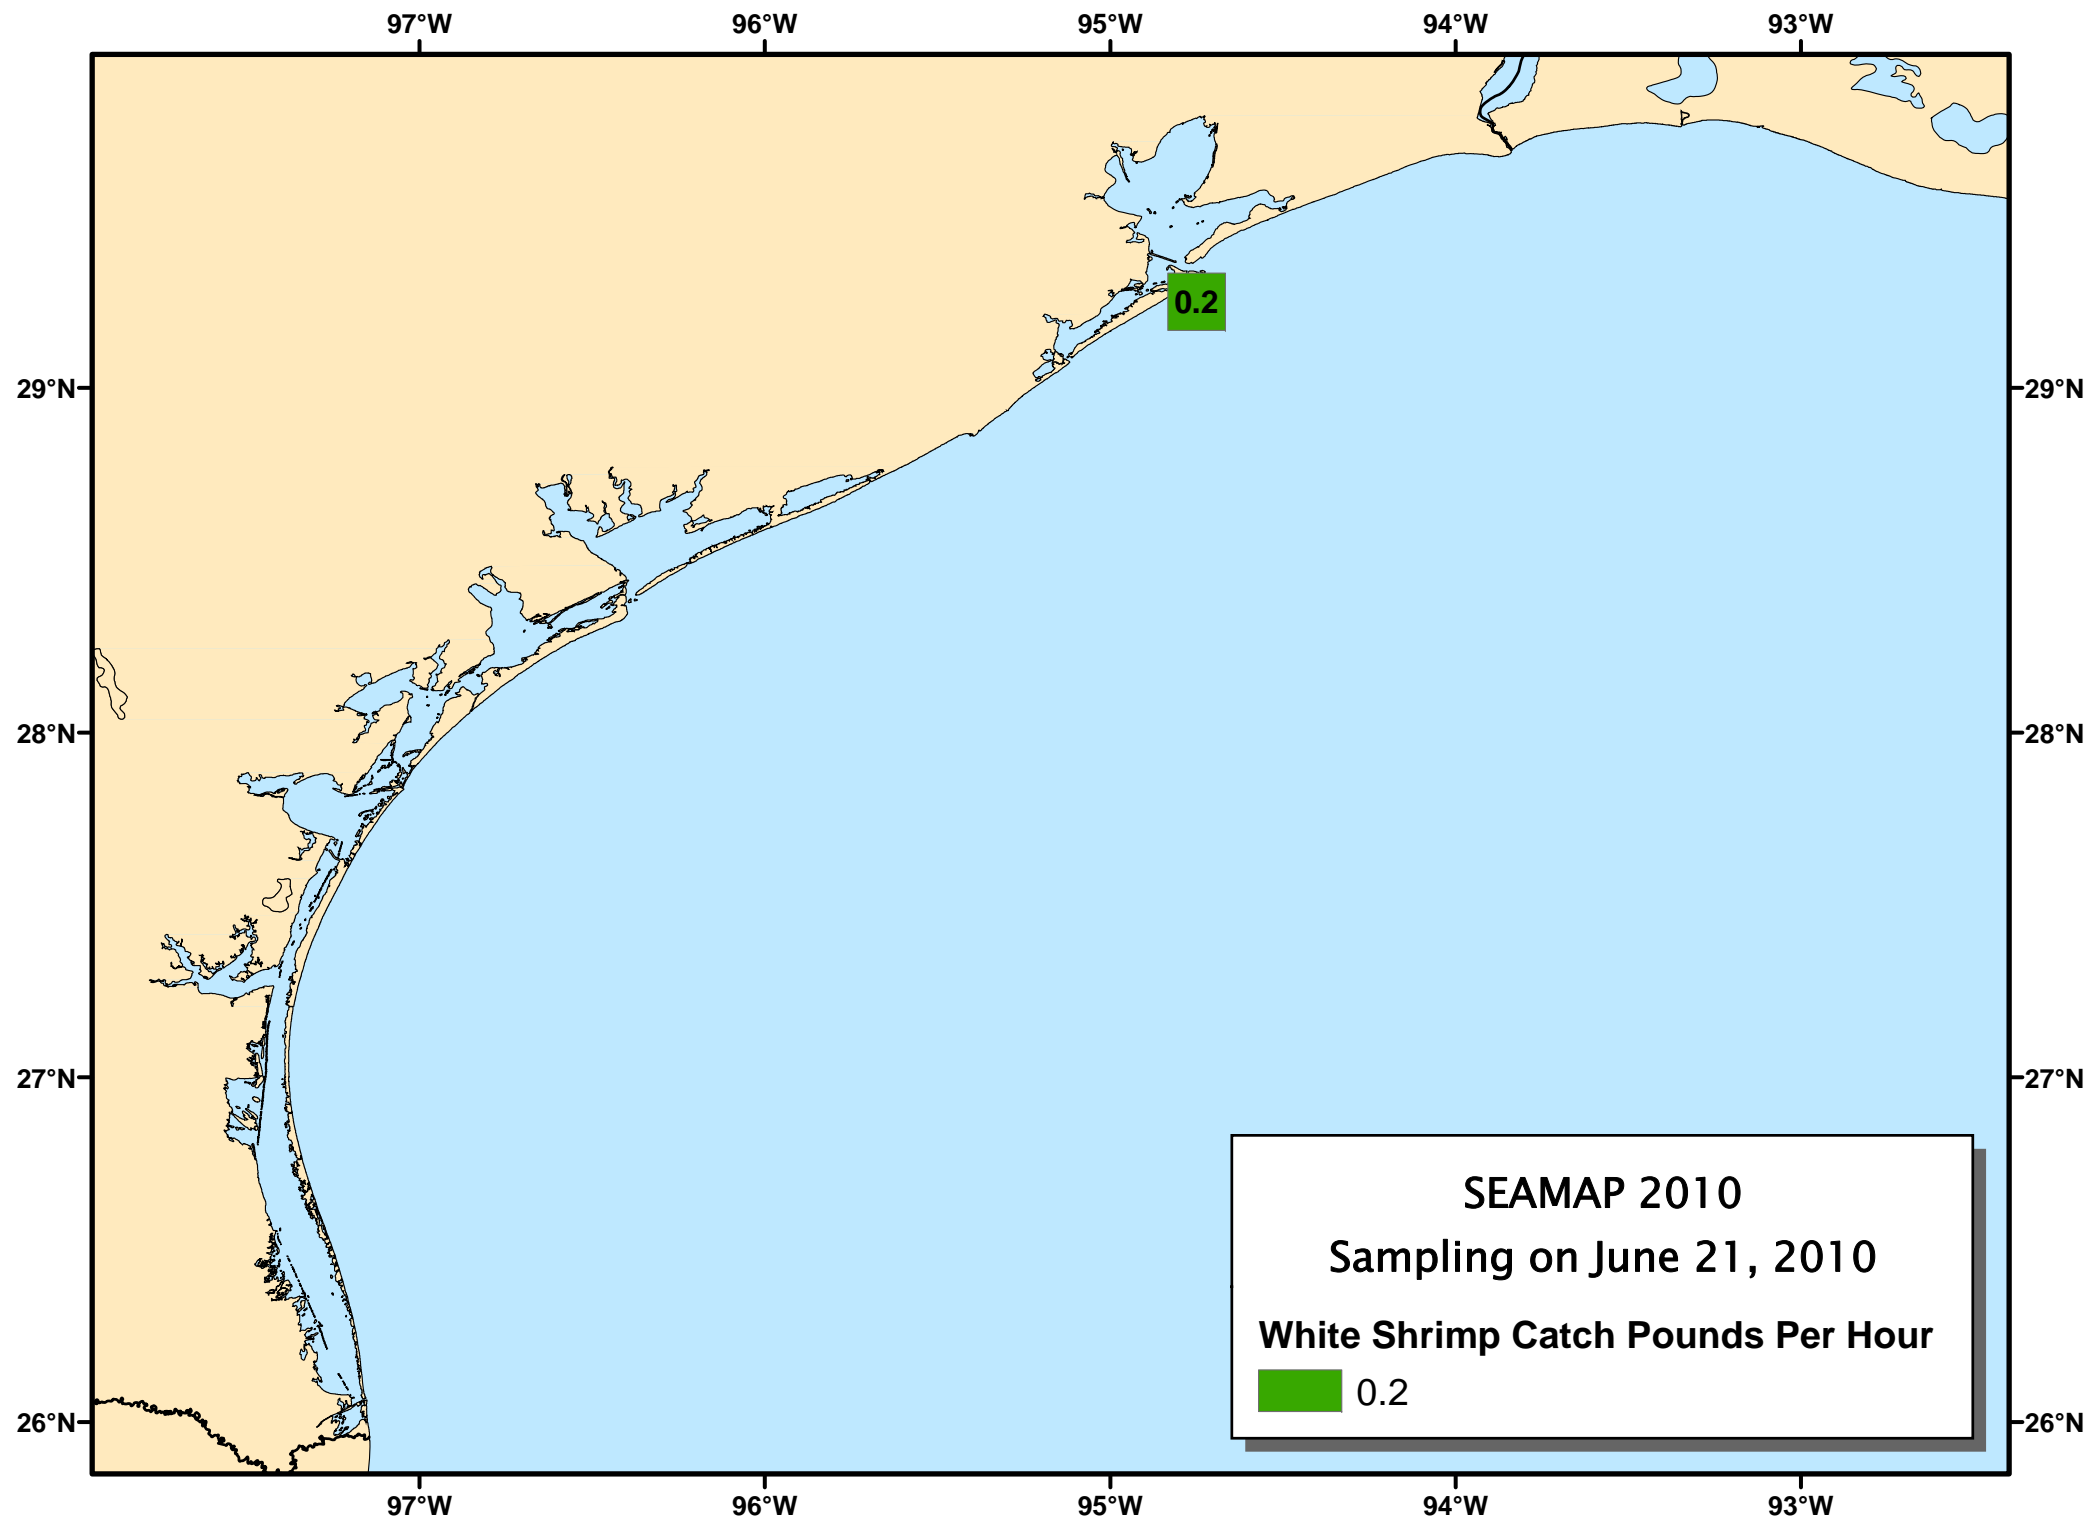 97°W 96°W 95°W 94°W 93°W
0.2
29°N 29°N
28°N 28°N
27°N 27°N
SEAMAP 2010
Sampling on June 21, 2010
White Shrimp Catch Pounds Per Hour
0.2
26°N 26°N
97°W 96°W 95°W 94°W 93°W